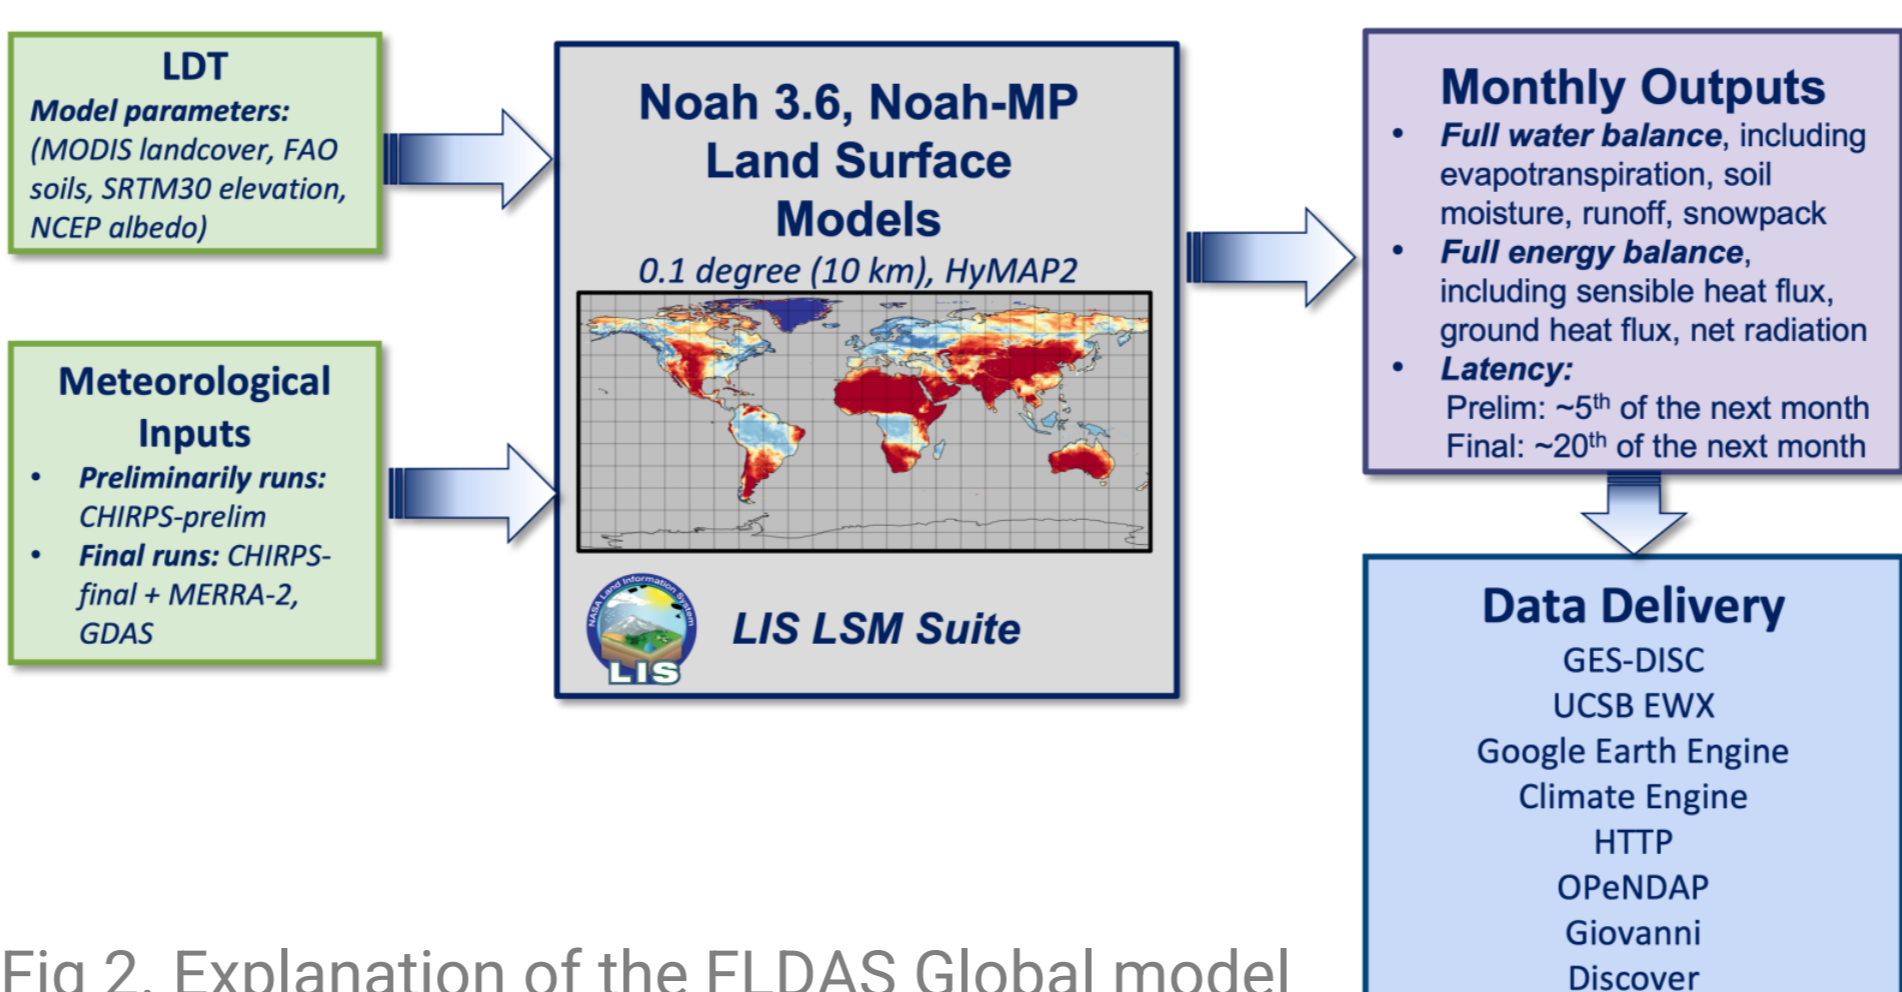 LDT
Model parameters:
(MODIS landcover, FAO
soils, SRTM30 elevation,
NCEP albedo)
Meteorological
Inputs
• Preliminarily runs:
CHIRPS-prelim
• Final runs: CHIRPS-
final + MERRA-2,
GDAS
Noah 3.6, Noah-MP
Land Surface
Models
0.1 degree (10 km), HyMAP2
NASA Land Information System
LIS
LIS LSM Suite
Monthly Outputs
• Full water balance, including
evapotranspiration, soil
moisture, runoff, snowpack
• Full energy balance,
including sensible heat flux,
ground heat flux, net radiation
• Latency:
Prelim: ~5th of the next month
Final: ~20th of the next month
Data Delivery
GES-DISC
UCSB EWX
Google Earth Engine
Climate Engine
HTTP
OPeNDAP
Giovanni
Discover
Fig 2. Explanation of the FLDAS Global model